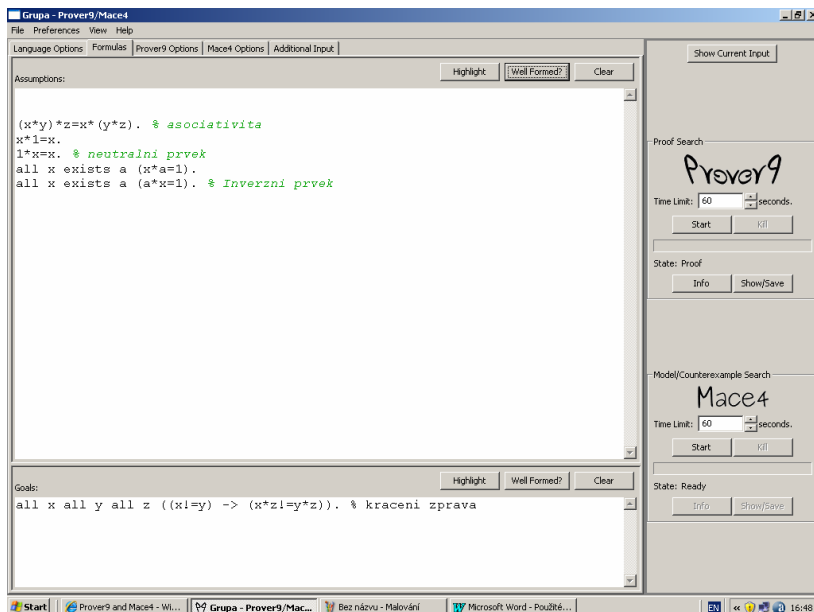 Grupa - Prover9/Mace4
File Preferences View Help
Language Options Formulas Prover9 Options Mace4 Options Additional Input
Show Current Input
Assumptions:
Highlight Well Formed? Clear
(x*y)*z=x*(y*z). % asociativita
x*1=x.
1*x=x. % neutralni prvek
all x exists a (x*a=1).
all x exists a (a*x=1). % Inverzni prvek
Proof Search
Prover9
Time Limit: 60 seconds.
Start Kill
State: Proof
Info Show/Save
Model/Counterexample Search
Mace4
Time Limit: 60 seconds.
Start Kill
State: Ready
Info Show/Save
Goals:
Highlight Well Formed? Clear
all x all y all z ((x!=y) -> (x*z!=y*z)). % kraceni zprava
Start Prover9 and Mace4 - Wi... Grupa - Prover9/Mac... Bez názvu - Malování Microsoft Word - Použité... EN « 16:48